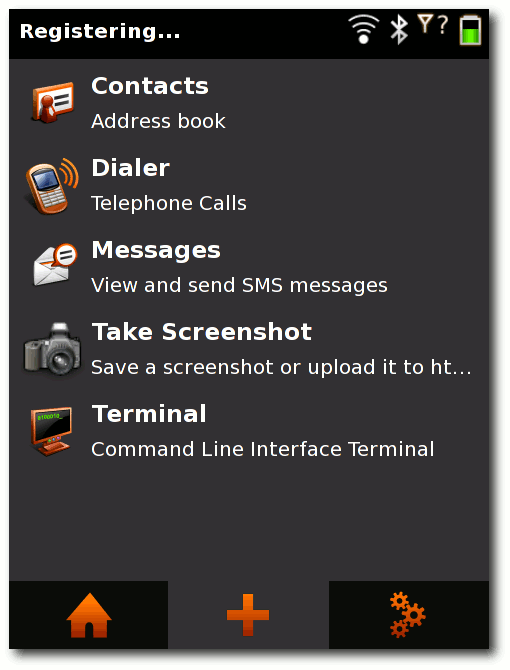 Registering...
?
Contacts
Address book
Dialer
Telephone Calls
Messages
View and send SMS messages
Take Screenshot
Save a screenshot or upload it to ht...
Terminal
Command Line Interface Terminal